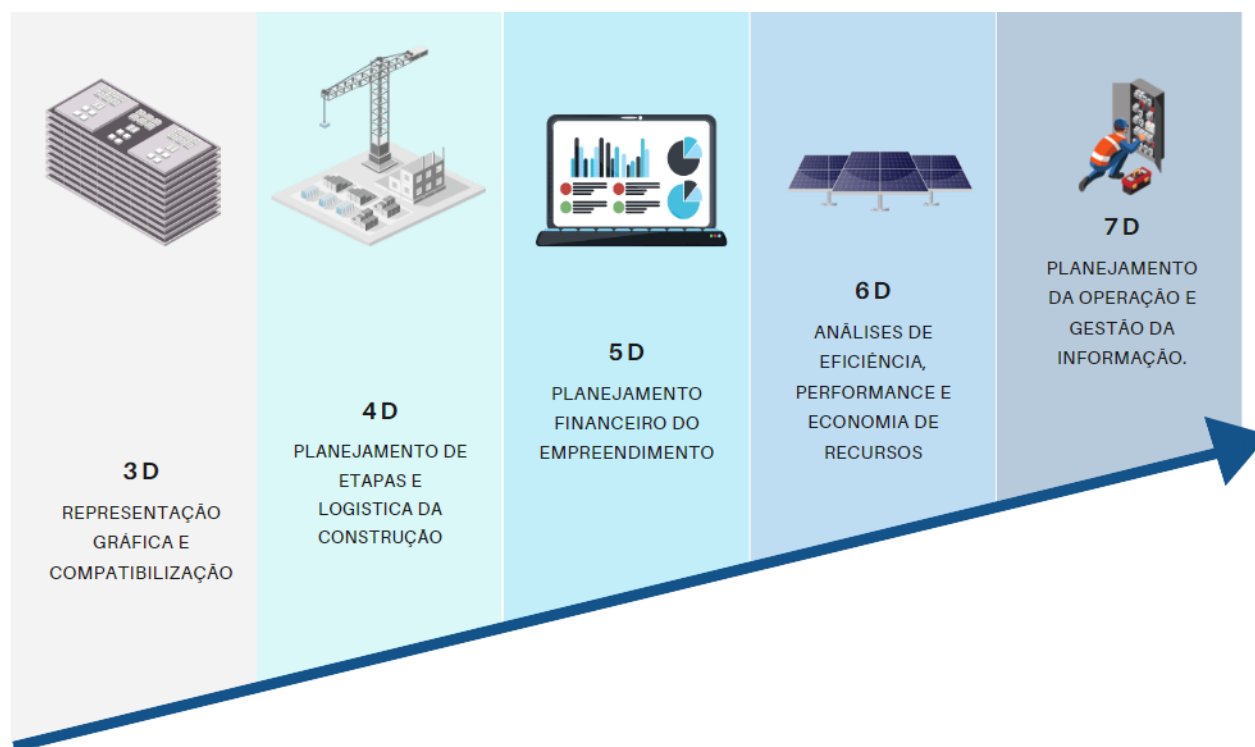 3D
REPRESENTAÇÃO
GRÁFICA E
COMPATIBILIZAÇÃO
4D
PLANEJAMENTO DE
ETAPAS E
LOGISTICA DA
CONSTRUÇÃO
5D
PLANEJAMENTO
FINANCEIRO DO
EMPREENDIMENTO
6D
ANÂLISES DE
EFICIÊNCIA,
PERFORMANCE E
ECONOMIA DE
RECURSOS
7D
PLANEJAMENTO
DA OPERAÇÃO E
GESTÃO DA
INFORMAÇÃO.